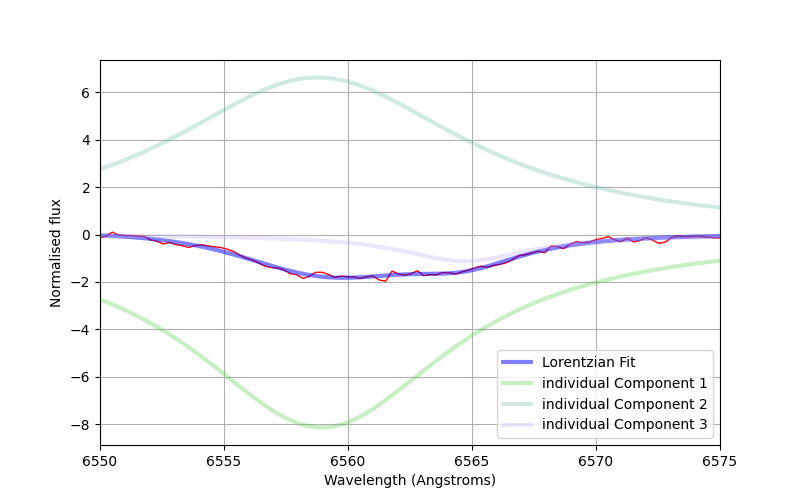 6
4
2
0
−2
−4
−6
−8
Normalised flux
Lorentzian Fit
individual Component 1
individual Component 2
individual Component 3
6550 6555 6560 6565 6570 6575
Wavelength (Angstroms)